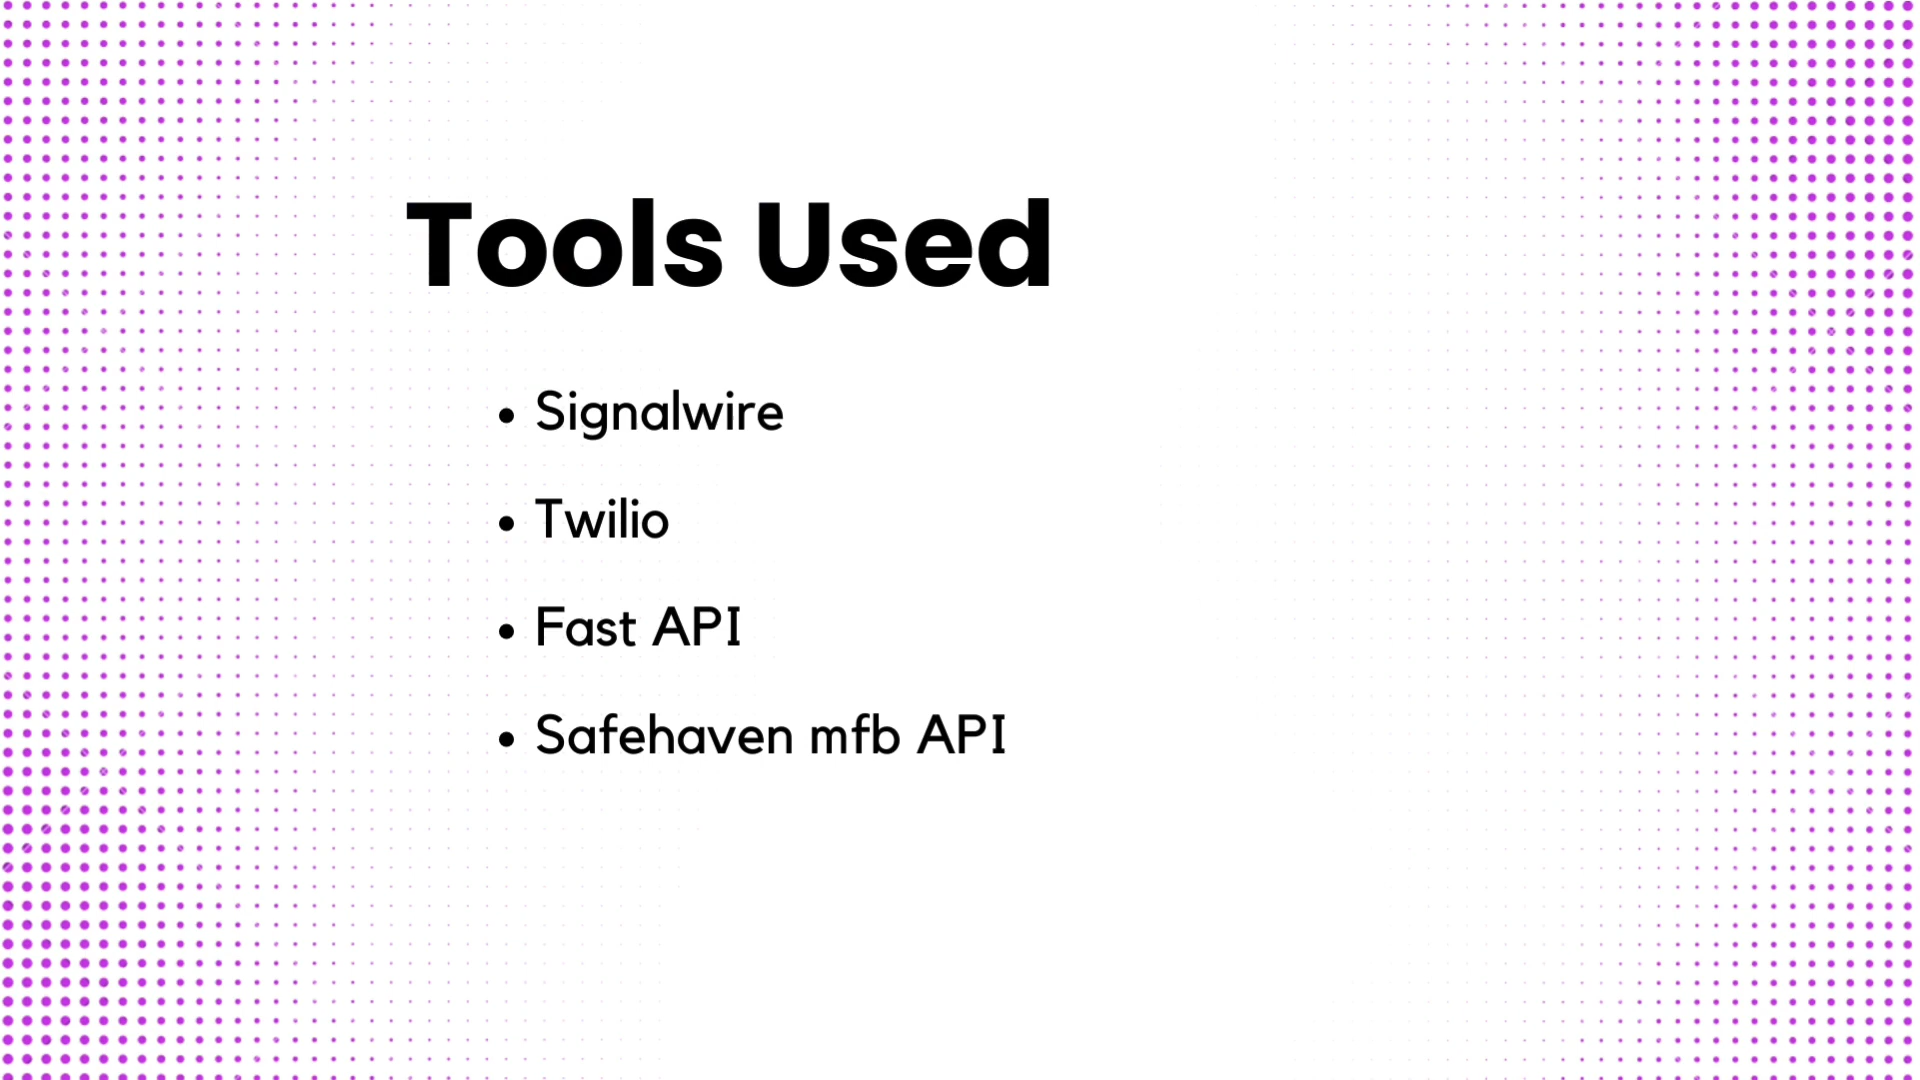 Tools Used
• Signalwire
• Twilio
• Fast API
• Safehaven mfb API